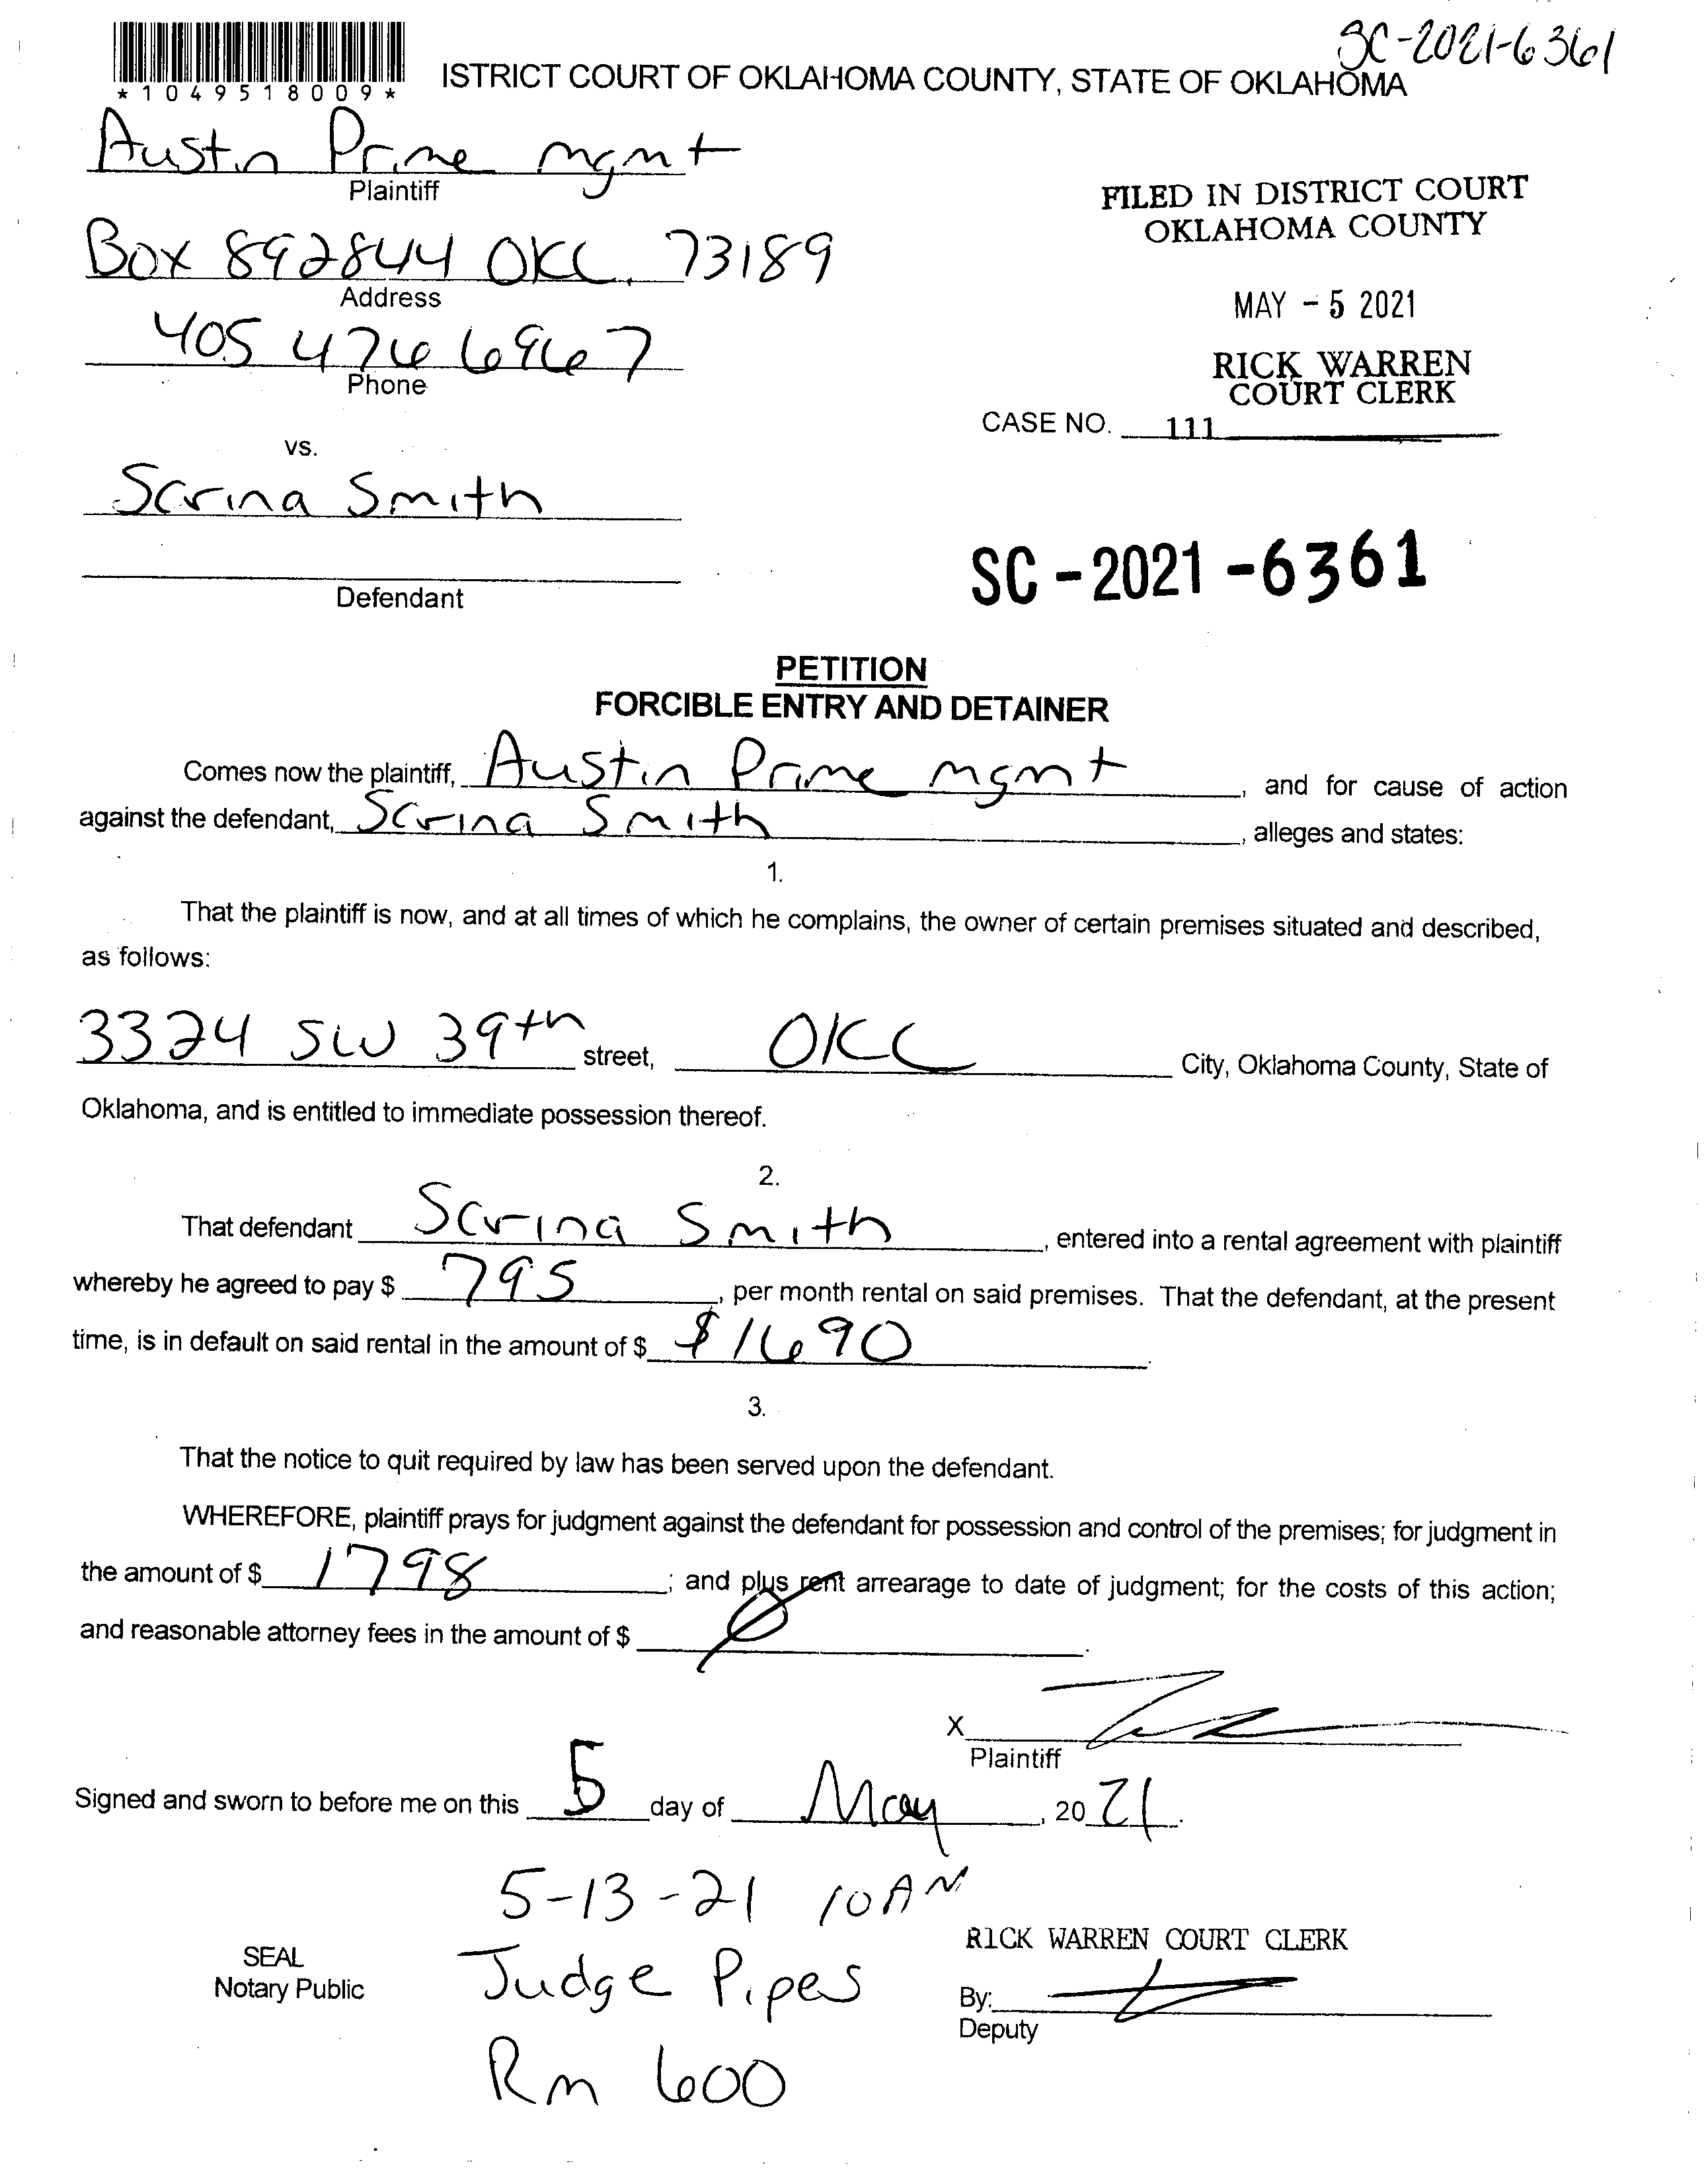 SC-2021-6361
*1049518009*
ISTRICT COURT OF OKLAHOMA COUNTY, STATE OF OKLAHOMA
Austin Prime mgmt
Plaintiff
FILED IN DISTRICT COURT
OKLAHOMA COUNTY
Box 892844 OKC, 73189
Address
MAY - 5 2021
405 476 6967
Phone
RICK WARREN
COURT CLERK
CASE NO. 111
vs.
Scrina Smith
SC - 2021 - 6361
Defendant
PETITION
FORCIBLE ENTRY AND DETAINER
Comes now the plaintiff, Austin Prime mgmt, and for cause of action
against the defendant, Scrina Smith, alleges and states:
1.
That the plaintiff is now, and at all times of which he complains, the owner of certain premises situated and described,
as follows:
3324 SW 39th street, OKC City, Oklahoma County, State of
Oklahoma, and is entitled to immediate possession thereof.
2.
That defendant Scrina Smith, entered into a rental agreement with plaintiff
whereby he agreed to pay $ 795, per month rental on said premises. That the defendant, at the present
time, is in default on said rental in the amount of $ $1690.
3.
That the notice to quit required by law has been served upon the defendant.
WHEREFORE, plaintiff prays for judgment against the defendant for possession and control of the premises; for judgment in
the amount of $ 1798; and plus rent arrearage to date of judgment; for the costs of this action;
and reasonable attorney fees in the amount of $ Ø.
X
Plaintiff
Signed and sworn to before me on this 5 day of May, 2021.
5-13-21 10AM
RICK WARREN COURT CLERK
SEAL
Notary Public
Judge Pipes
By:
Deputy
Rm 600